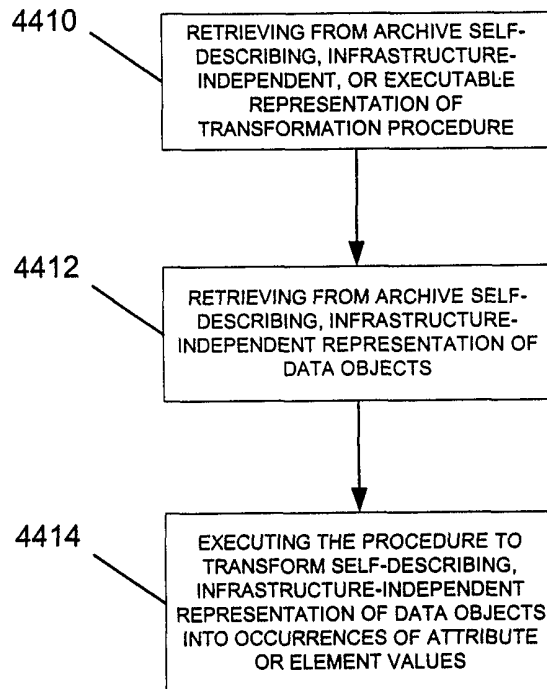 4410
RETRIEVING FROM ARCHIVE SELF-
DESCRIBING, INFRASTRUCTURE-
INDEPENDENT, OR EXECUTABLE
REPRESENTATION OF
TRANSFORMATION PROCEDURE
4412
RETRIEVING FROM ARCHIVE SELF-
DESCRIBING, INFRASTRUCTURE-
INDEPENDENT REPRESENTATION OF
DATA OBJECTS
4414
EXECUTING THE PROCEDURE TO
TRANSFORM SELF-DESCRIBING,
INFRASTRUCTURE-INDEPENDENT
REPRESENTATION OF DATA OBJECTS
INTO OCCURRENCES OF ATTRIBUTE
OR ELEMENT VALUES